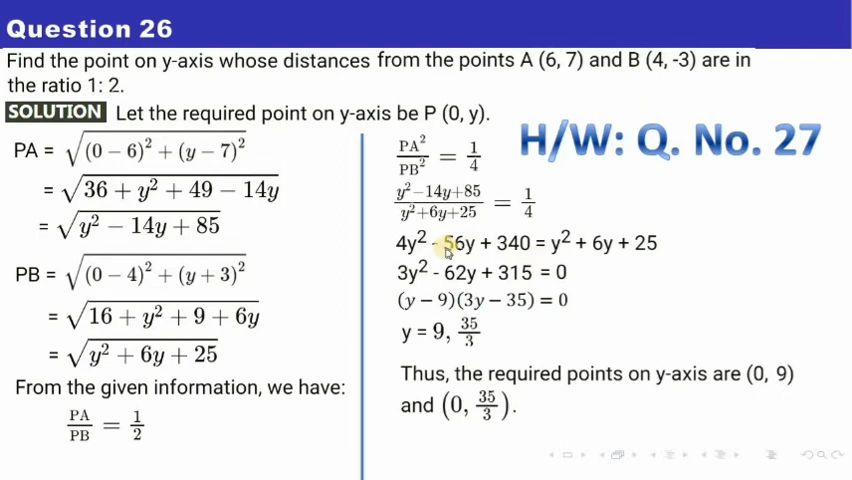 Question 26
Find the point on y-axis whose distances from the points A (6, 7) and B (4, -3) are in
the ratio 1: 2.
SOLUTION Let the required point on y-axis be P (0, y).
PA = √((0 − 6)² + (y − 7)²)
= √(36 + y² + 49 − 14y)
= √(y² − 14y + 85)
PB = √((0 − 4)² + (y + 3)²)
= √(16 + y² + 9 + 6y)
= √(y² + 6y + 25)
From the given information, we have:
PA/PB = 1/2
H/W: Q. No. 27
PA²/PB² = 1/4
(y²−14y+85)/(y²+6y+25) = 1/4
4y² - 56y + 340 = y² + 6y + 25
3y² - 62y + 315 = 0
(y − 9)(3y − 35) = 0
y = 9, 35/3
Thus, the required points on y-axis are (0, 9)
and (0, 35/3).